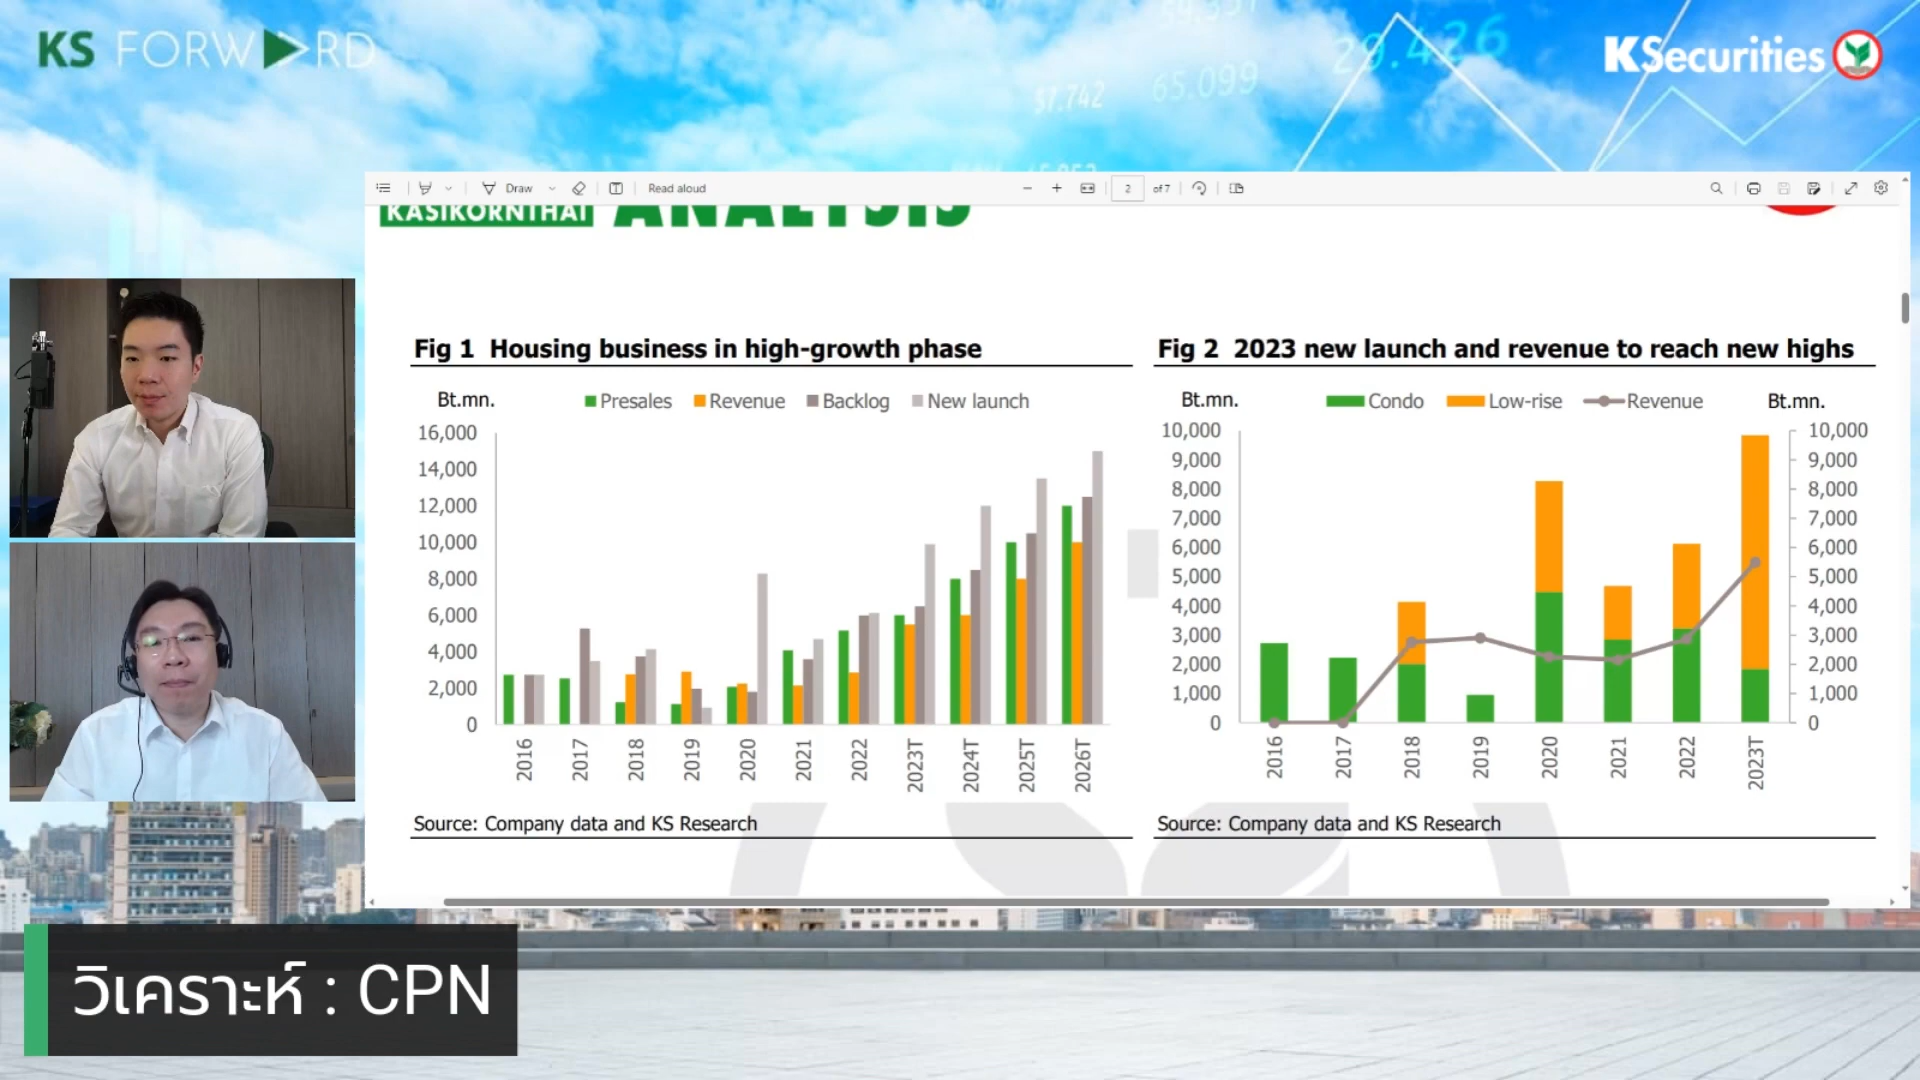 KS FORWARD
29.426
65.099
57.742
KSecurities
Draw
Read aloud
2
of 7
KASIKORNTHAI
ANALYSIS
Fig 1 Housing business in high-growth phase
Bt.mn.
Presales
Revenue
Backlog
New launch
16,000
14,000
12,000
10,000
8,000
6,000
4,000
2,000
0
2016
2017
2018
2019
2020
2021
2022
2023T
2024T
2025T
2026T
Source: Company data and KS Research
Fig 2 2023 new launch and revenue to reach new highs
Bt.mn.
Condo
Low-rise
Revenue
Bt.mn.
10,000
9,000
8,000
7,000
6,000
5,000
4,000
3,000
2,000
1,000
0
10,000
9,000
8,000
7,000
6,000
5,000
4,000
3,000
2,000
1,000
0
2016
2017
2018
2019
2020
2021
2022
2023T
Source: Company data and KS Research
วิเคราะห์ : CPN